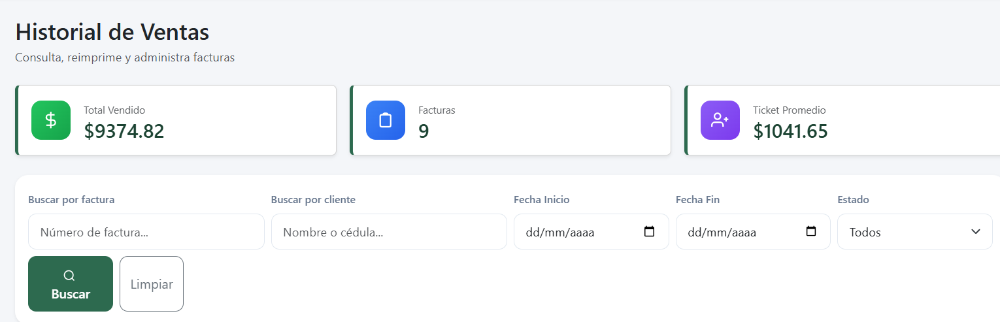 Historial de Ventas
Consulta, reimprime y administra facturas
Total Vendido
$9374.82
Facturas
9
Ticket Promedio
$1041.65
Buscar por factura
Número de factura...
Buscar por cliente
Nombre o cédula...
Fecha Inicio
dd/mm/aaaa
Fecha Fin
dd/mm/aaaa
Estado
Todos
Buscar
Limpiar